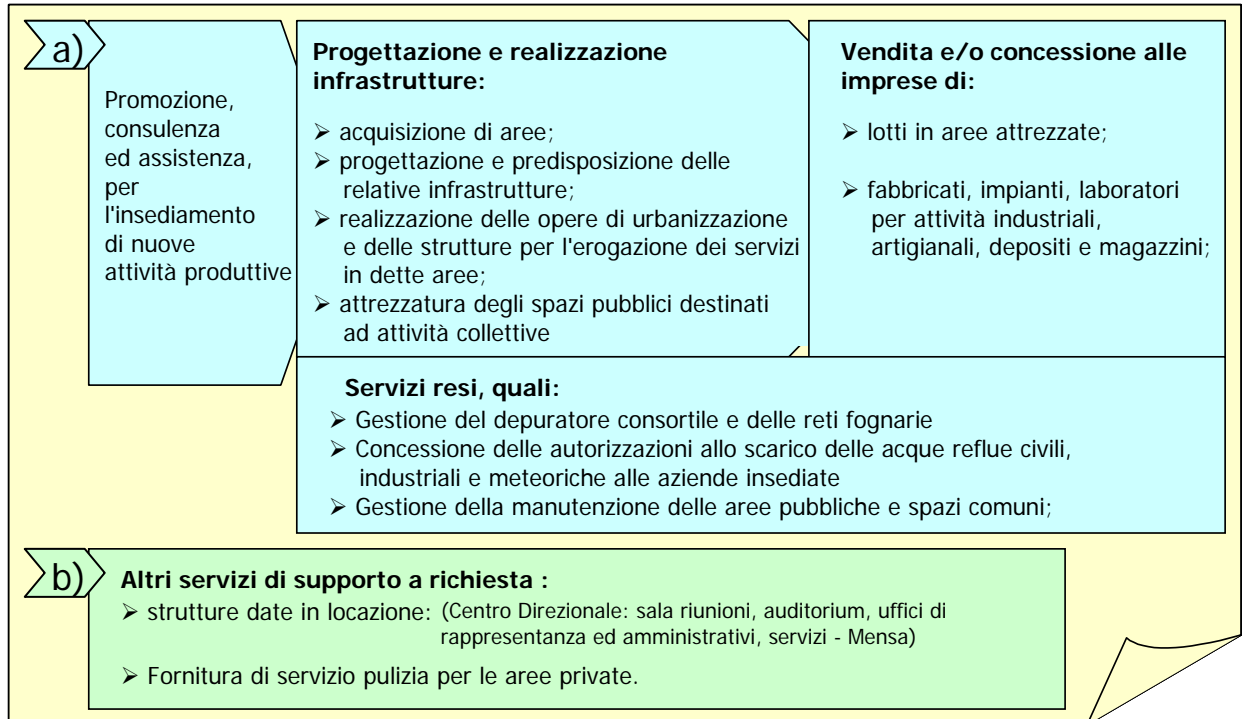 a)
Promozione,
consulenza
ed assistenza,
per
l'insediamento
di nuove
attività produttive
Progettazione e realizzazione
infrastrutture:
➢ acquisizione di aree;
➢ progettazione e predisposizione delle
relative infrastrutture;
➢ realizzazione delle opere di urbanizzazione
e delle strutture per l'erogazione dei servizi
in dette aree;
➢ attrezzatura degli spazi pubblici destinati
ad attività collettive
Vendita e/o concessione alle
imprese di:
➢ lotti in aree attrezzate;
➢ fabbricati, impianti, laboratori
per attività industriali,
artigianali, depositi e magazzini;
Servizi resi, quali:
➢ Gestione del depuratore consortile e delle reti fognarie
➢ Concessione delle autorizzazioni allo scarico delle acque reflue civili,
industriali e meteoriche alle aziende insediate
➢ Gestione della manutenzione delle aree pubbliche e spazi comuni;
b)
Altri servizi di supporto a richiesta :
➢ strutture date in locazione: (Centro Direzionale: sala riunioni, auditorium, uffici di
rappresentanza ed amministrativi, servizi - Mensa)
➢ Fornitura di servizio pulizia per le aree private.